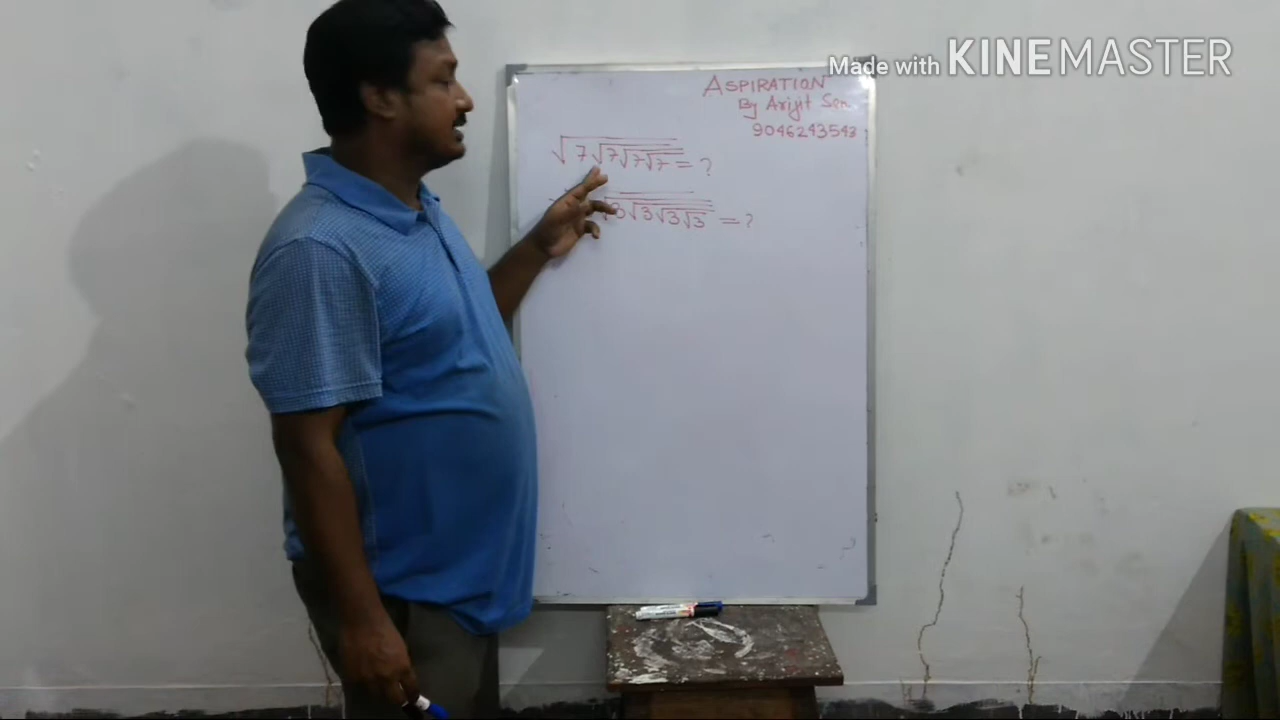 Made with KINEMASTER
ASPIRATION
By Arijit Sen
9046243543
√7√7√7√7 = ?
√3√3√3√3 = ?